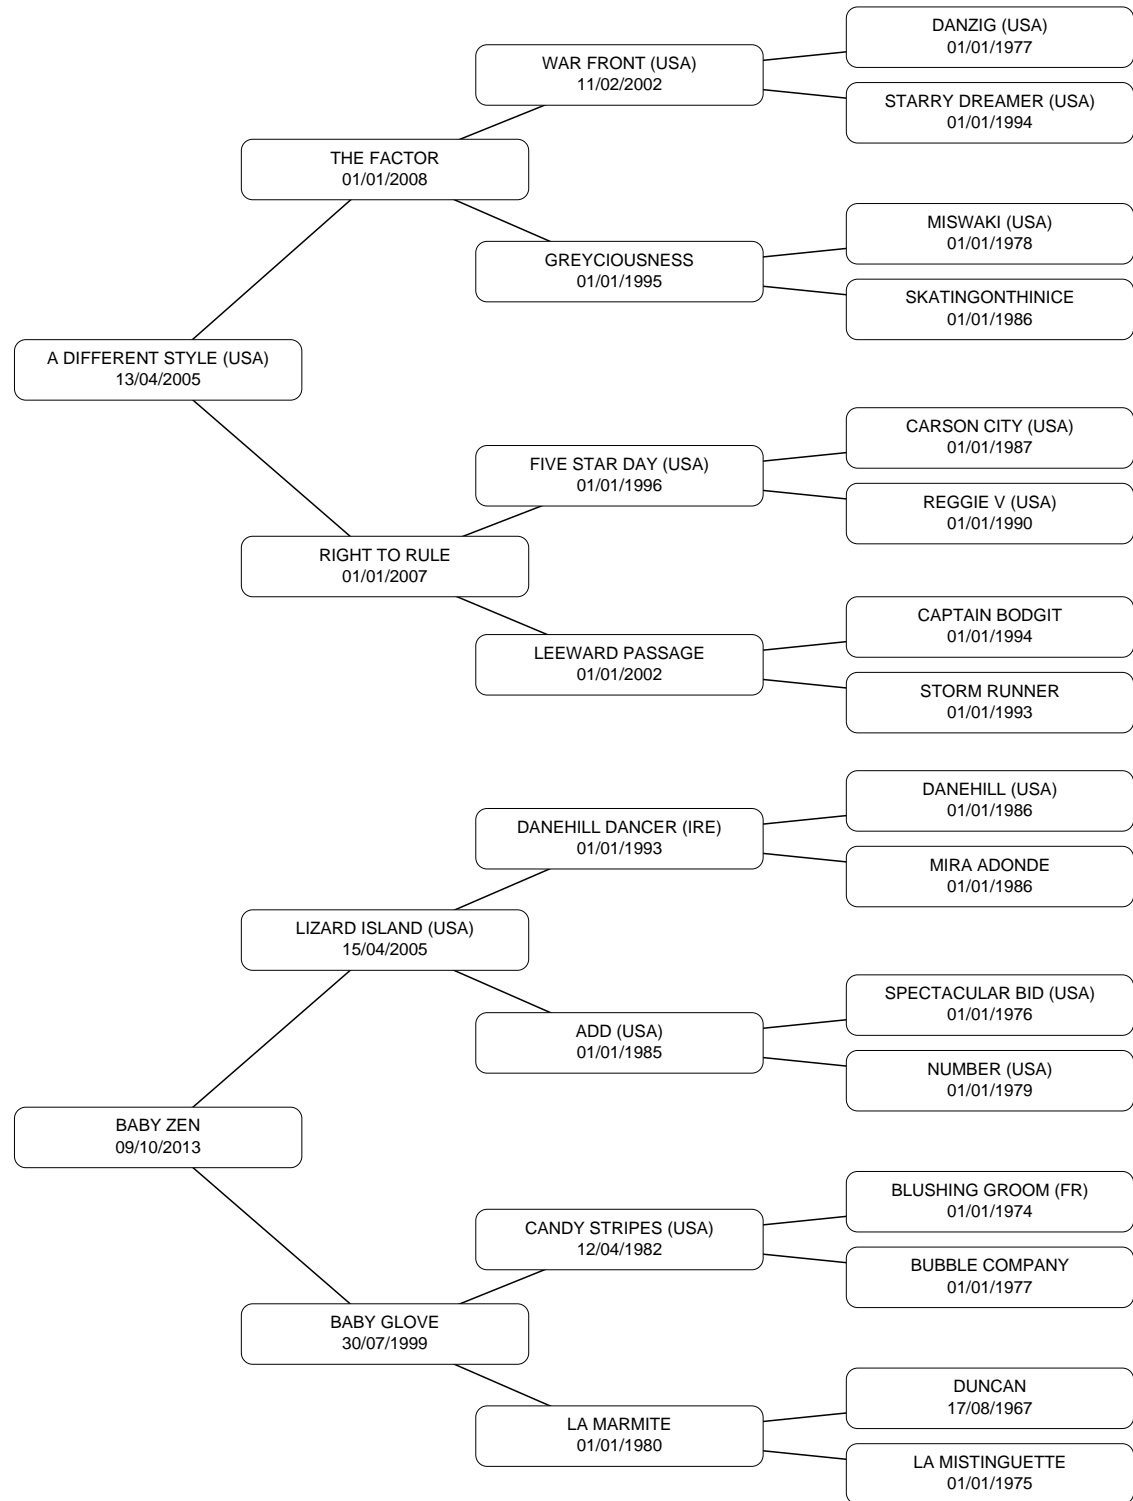 DANZIG (USA)
01/01/1977
WAR FRONT (USA)
11/02/2002
STARRY DREAMER (USA)
01/01/1994
THE FACTOR
01/01/2008
MISWAKI (USA)
01/01/1978
GREYCIOUSNESS
01/01/1995
SKATINGONTHINICE
01/01/1986
A DIFFERENT STYLE (USA)
13/04/2005
CARSON CITY (USA)
01/01/1987
FIVE STAR DAY (USA)
01/01/1996
REGGIE V (USA)
01/01/1990
RIGHT TO RULE
01/01/2007
CAPTAIN BODGIT
01/01/1994
LEEWARD PASSAGE
01/01/2002
STORM RUNNER
01/01/1993
DANEHILL (USA)
01/01/1986
DANEHILL DANCER (IRE)
01/01/1993
MIRA ADONDE
01/01/1986
LIZARD ISLAND (USA)
15/04/2005
SPECTACULAR BID (USA)
01/01/1976
ADD (USA)
01/01/1985
NUMBER (USA)
01/01/1979
BABY ZEN
09/10/2013
BLUSHING GROOM (FR)
01/01/1974
CANDY STRIPES (USA)
12/04/1982
BUBBLE COMPANY
01/01/1977
BABY GLOVE
30/07/1999
DUNCAN
17/08/1967
LA MARMITE
01/01/1980
LA MISTINGUETTE
01/01/1975